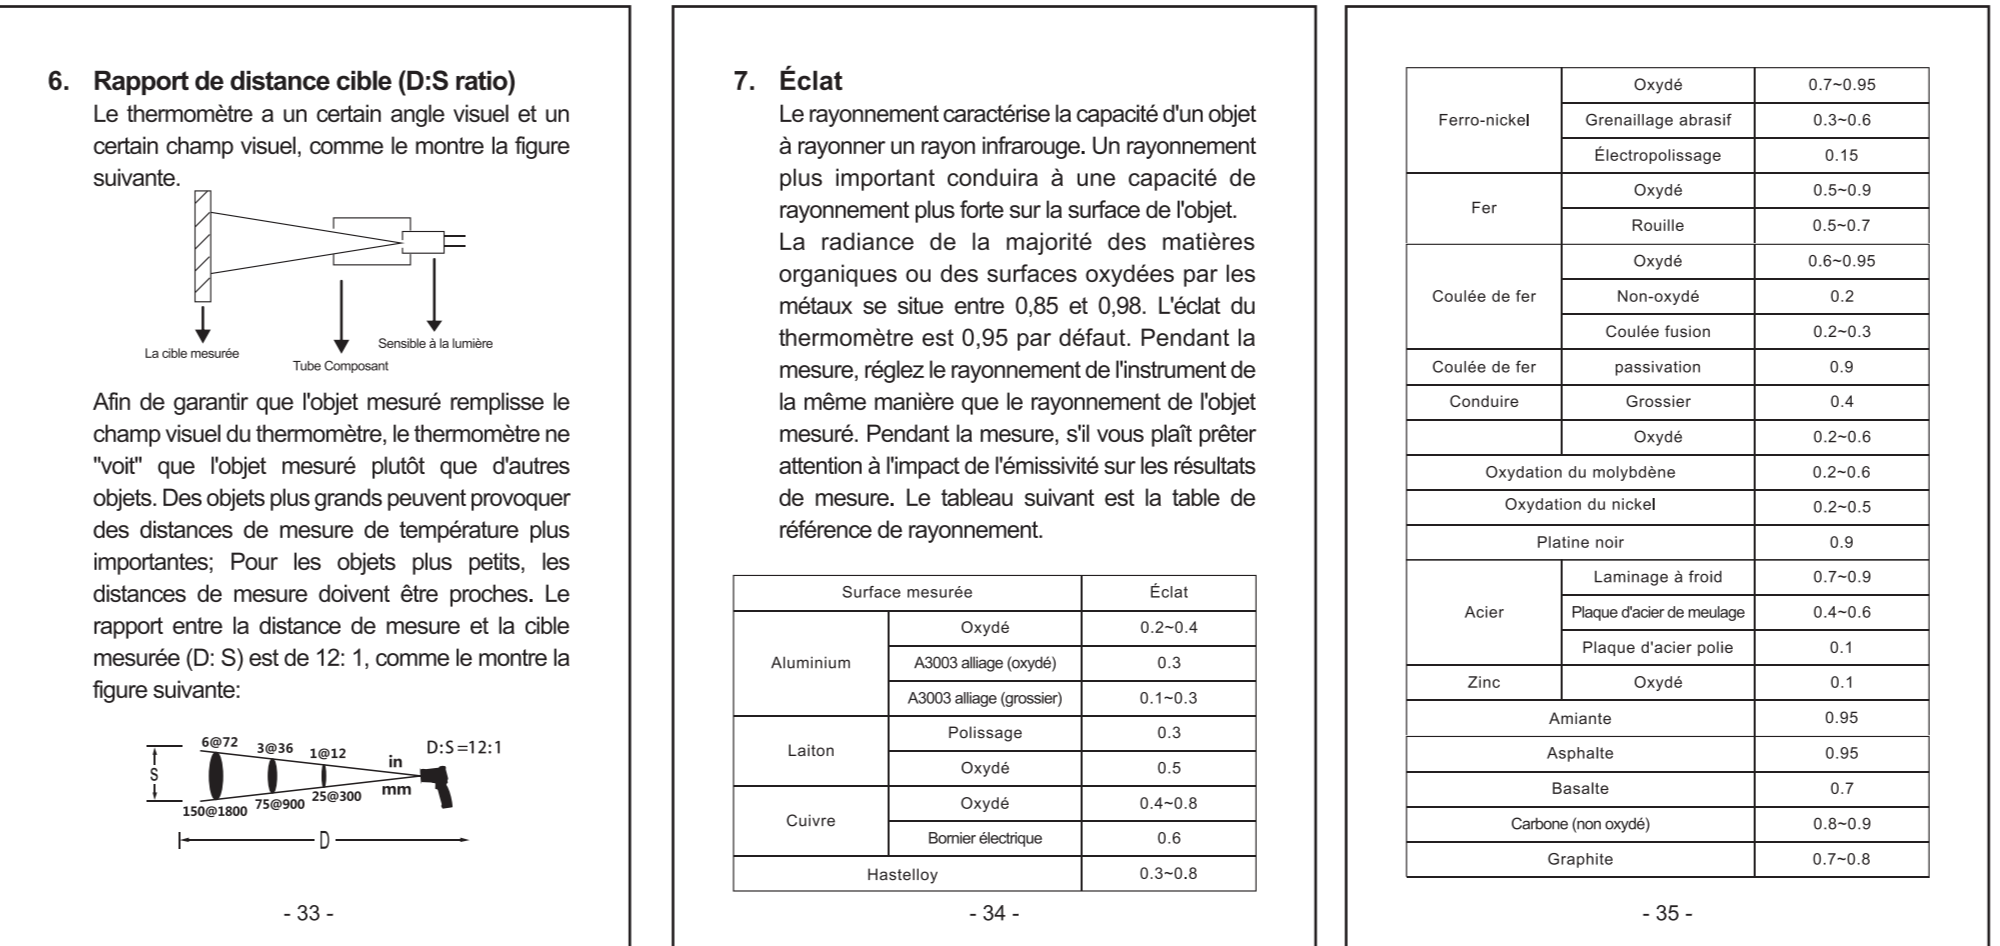 6. Rapport de distance cible (D:S ratio)
Le thermomètre a un certain angle visuel et un
certain champ visuel, comme le montre la figure
suivante.
La cible mesurée
Tube Composant
Sensible à la lumière
Afin de garantir que l'objet mesuré remplisse le
champ visuel du thermomètre, le thermomètre ne
"voit" que l'objet mesuré plutôt que d'autres
objets. Des objets plus grands peuvent provoquer
des distances de mesure de température plus
importantes; Pour les objets plus petits, les
distances de mesure doivent être proches. Le
rapport entre la distance de mesure et la cible
mesurée (D: S) est de 12: 1, comme le montre la
figure suivante:
6@72 3@36 1@12 in D:S=12:1
S
150@1800 75@900 25@300 mm
D
- 33 -
7. Éclat
Le rayonnement caractérise la capacité d'un objet
à rayonner un rayon infrarouge. Un rayonnement
plus important conduira à une capacité de
rayonnement plus forte sur la surface de l'objet.
La radiance de la majorité des matières
organiques ou des surfaces oxydées par les
métaux se situe entre 0,85 et 0,98. L'éclat du
thermomètre est 0,95 par défaut. Pendant la
mesure, réglez le rayonnement de l'instrument de
la même manière que le rayonnement de l'objet
mesuré. Pendant la mesure, s'il vous plaît prêter
attention à l'impact de l'émissivité sur les résultats
de mesure. Le tableau suivant est la table de
référence de rayonnement.
Surface mesurée Éclat
Aluminium Oxydé 0.2~0.4
A3003 alliage (oxydé) 0.3
A3003 alliage (grossier) 0.1~0.3
Laiton Polissage 0.3
Oxydé 0.5
Cuivre Oxydé 0.4~0.8
Bornier électrique 0.6
Hastelloy 0.3~0.8
- 34 -
Ferro-nickel Oxydé 0.7~0.95
Grenaillage abrasif 0.3~0.6
Électropolissage 0.15
Fer Oxydé 0.5~0.9
Rouille 0.5~0.7
Coulée de fer Oxydé 0.6~0.95
Non-oxydé 0.2
Coulée fusion 0.2~0.3
Coulée de fer passivation 0.9
Conduire Grossier 0.4
Oxydé 0.2~0.6
Oxydation du molybdène 0.2~0.6
Oxydation du nickel 0.2~0.5
Platine noir 0.9
Acier Laminage à froid 0.7~0.9
Plaque d'acier de meulage 0.4~0.6
Plaque d'acier polie 0.1
Zinc Oxydé 0.1
Amiante 0.95
Asphalte 0.95
Basalte 0.7
Carbone (non oxydé) 0.8~0.9
Graphite 0.7~0.8
- 35 -